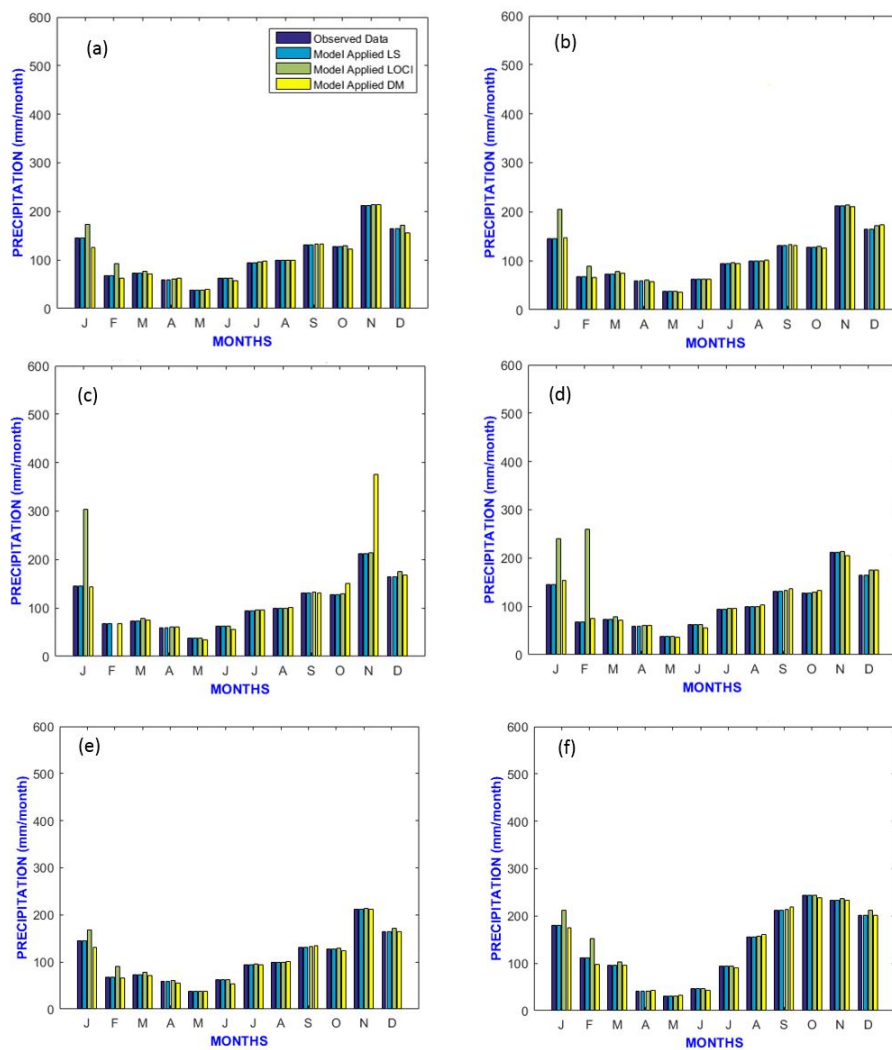 (a)
Observed Data
Model Applied LS
Model Applied LOCI
Model Applied DM
PRECIPITATION (mm/month)
600
500
400
300
200
100
0
J F M A M J J A S O N D
MONTHS
(b)
PRECIPITATION (mm/month)
600
500
400
300
200
100
0
J F M A M J J A S O N D
MONTHS
(c)
PRECIPITATION (mm/month)
600
500
400
300
200
100
0
J F M A M J J A S O N D
MONTHS
(d)
PRECIPITATION (mm/month)
600
500
400
300
200
100
0
J F M A M J J A S O N D
MONTHS
(e)
PRECIPITATION (mm/month)
600
500
400
300
200
100
0
J F M A M J J A S O N D
MONTHS
(f)
PRECIPITATION (mm/month)
600
500
400
300
200
100
0
J F M A M J J A S O N D
MONTHS